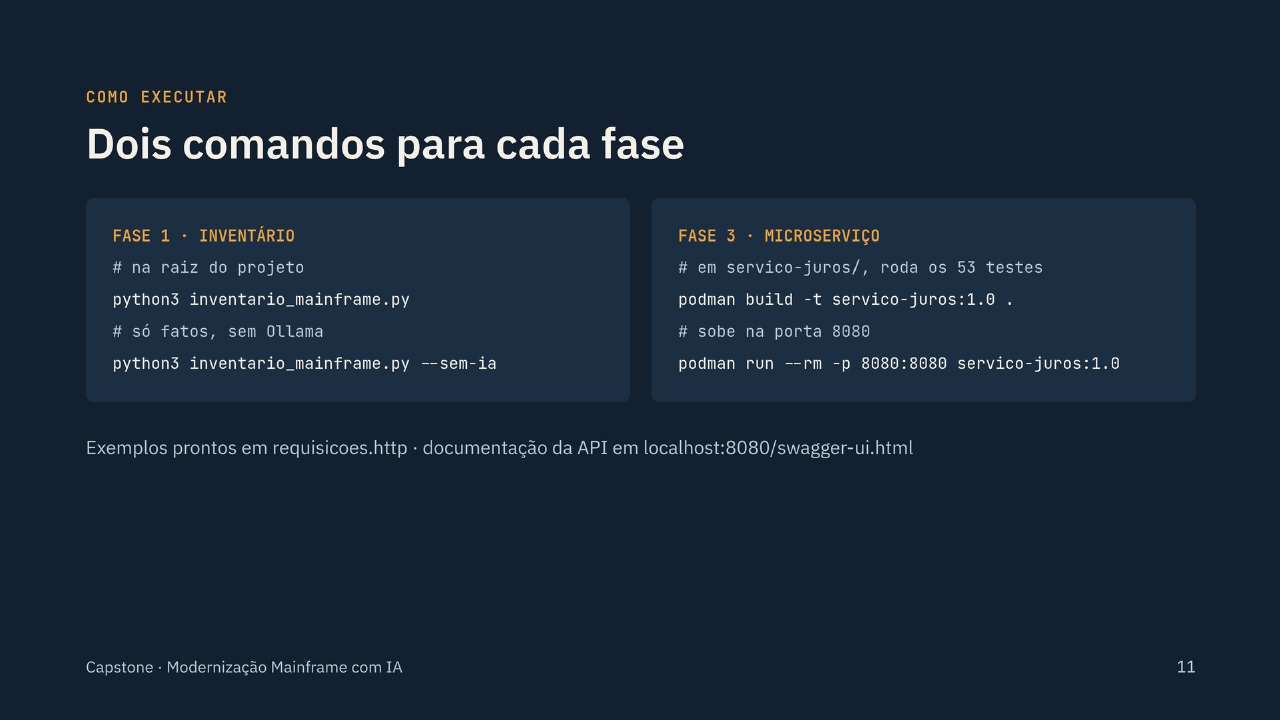 COMO EXECUTAR
Dois comandos para cada fase
FASE 1 · INVENTÁRIO
# na raiz do projeto
python3 inventario_mainframe.py
# só fatos, sem Ollama
python3 inventario_mainframe.py --sem-ia
FASE 3 · MICROSERVIÇO
# em servico-juros/, roda os 53 testes
podman build -t servico-juros:1.0 .
# sobe na porta 8080
podman run --rm -p 8080:8080 servico-juros:1.0
Exemplos prontos em requisicoes.http · documentação da API em localhost:8080/swagger-ui.html
Capstone · Modernização Mainframe com IA
11